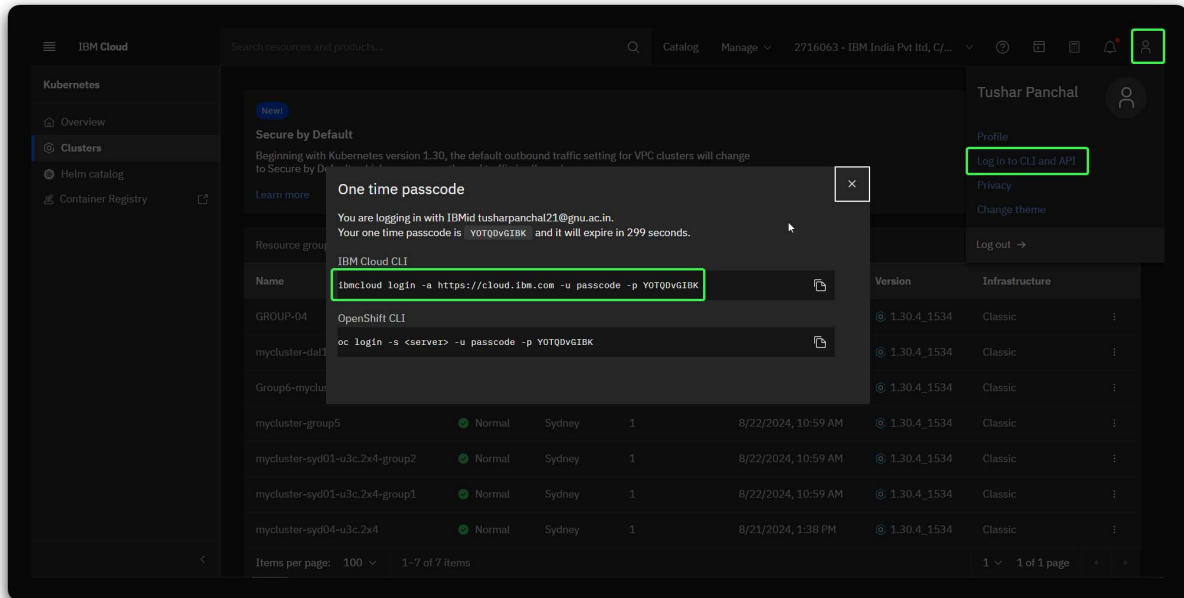 IBM Cloud
Search resources and products...
Catalog
Manage
2716063 - IBM India Pvt ltd, C/...
Kubernetes
Overview
Clusters
Helm catalog
Container Registry
New!
Secure by Default
Beginning with Kubernetes version 1.30, the default outbound traffic setting for VPC clusters will change
to Secure by
Learn more
Tushar Panchal
Profile
Log in to CLI and API
Privacy
Change theme
Log out →
One time passcode
You are logging in with IBMid tusharpanchal21@gnu.ac.in.
Your one time passcode is YOTQDvGIBK and it will expire in 299 seconds.
IBM Cloud CLI
ibmcloud login -a https://cloud.ibm.com -u passcode -p YOTQDvGIBK
OpenShift CLI
oc login -s <server> -u passcode -p YOTQDvGIBK
Resource grou
Name Version Infrastructure
GROUP-04 1.30.4_1534 Classic
mycluster-dal1 1.30.4_1534 Classic
Group6-myclus 1.30.4_1534 Classic
mycluster-group5 Normal Sydney 1 8/22/2024, 10:59 AM 1.30.4_1534 Classic
mycluster-syd01-u3c.2x4-group2 Normal Sydney 1 8/22/2024, 10:59 AM 1.30.4_1534 Classic
mycluster-syd01-u3c.2x4-group1 Normal Sydney 1 8/22/2024, 10:59 AM 1.30.4_1534 Classic
mycluster-syd04-u3c.2x4 Normal Sydney 1 8/21/2024, 1:38 PM 1.30.4_1534 Classic
Items per page: 100 1–7 of 7 items 1 1 of 1 page